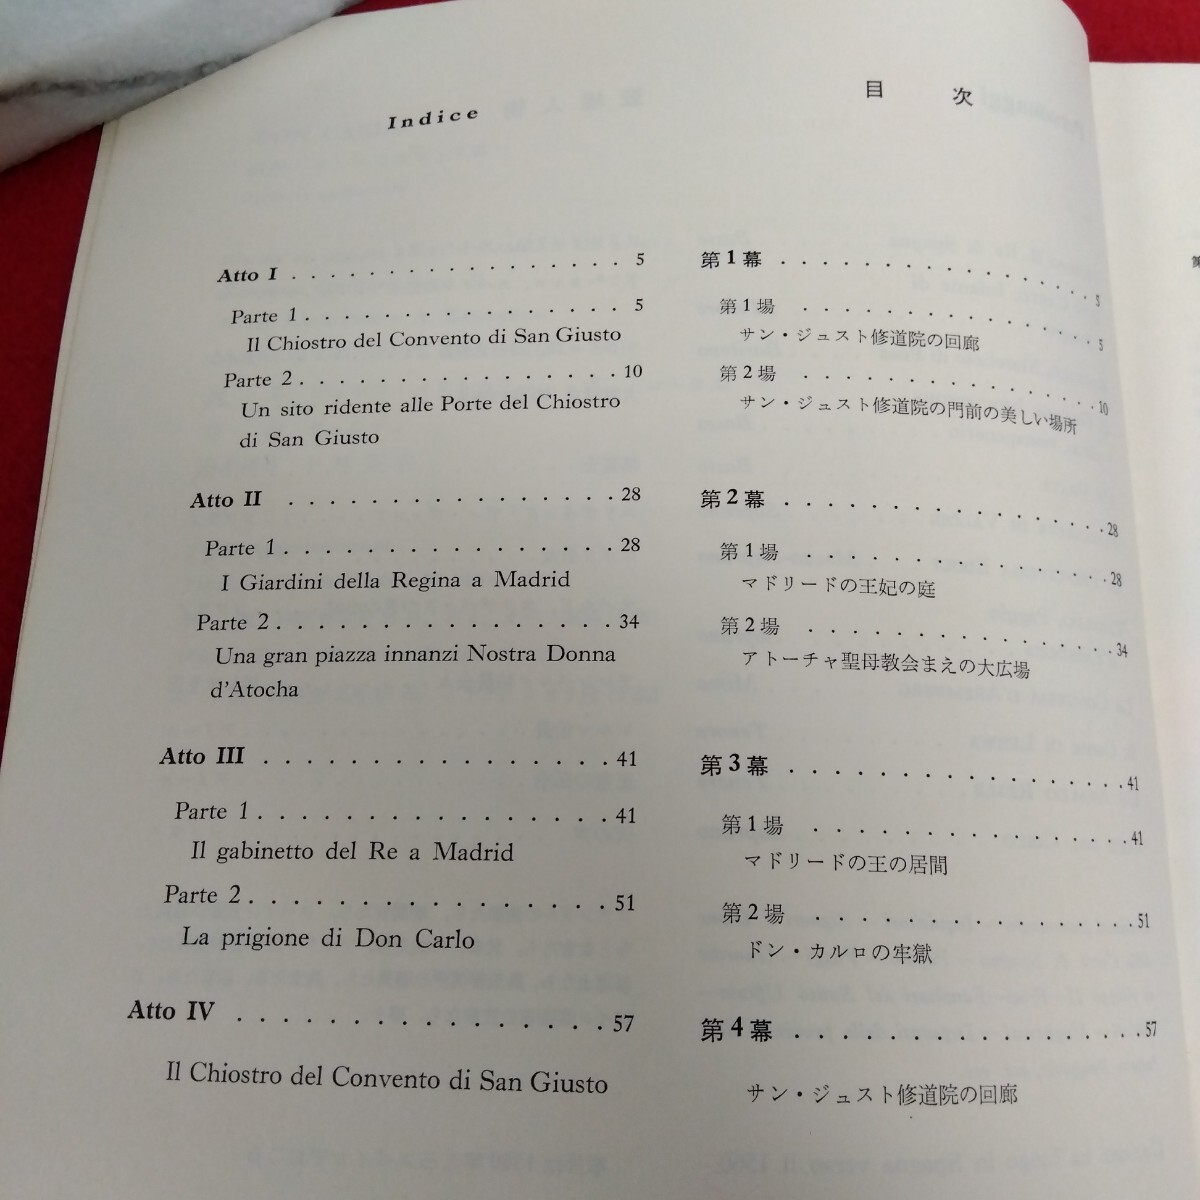 Indice
Atto I . . . . . . . . . . . . . . . . . 5
Parte 1 . . . . . . . . . . . . . . . . 5
Il Chiostro del Convento di San Giusto
Parte 2 . . . . . . . . . . . . . . . . 10
Un sito ridente alle Porte del Chiostro
di San Giusto
Atto II . . . . . . . . . . . . . . . . 28
Parte 1 . . . . . . . . . . . . . . . . 28
I Giardini della Regina a Madrid
Parte 2 . . . . . . . . . . . . . . . . 34
Una gran piazza innanzi Nostra Donna
d'Atocha
Atto III . . . . . . . . . . . . . . . . 41
Parte 1 . . . . . . . . . . . . . . . . 41
Il gabinetto del Re a Madrid
Parte 2 . . . . . . . . . . . . . . . . 51
La prigione di Don Carlo
Atto IV . . . . . . . . . . . . . . . . 57
Il Chiostro del Convento di San Giusto
目 次
第1幕 . . . . . . . . . . . . . . . . 5
第1場 . . . . . . . . . . . . . . . . 5
サン・ジュスト修道院の回廊
第2場 . . . . . . . . . . . . . . . . 10
サン・ジュスト修道院の門前の美しい場所
第2幕 . . . . . . . . . . . . . . . . 28
第1場 . . . . . . . . . . . . . . . . 28
マドリードの王妃の庭
第2場 . . . . . . . . . . . . . . . . 34
アトーチャ聖母教会まえの大広場
第3幕 . . . . . . . . . . . . . . . . 41
第1場 . . . . . . . . . . . . . . . . 41
マドリードの王の居間
第2場 . . . . . . . . . . . . . . . . 51
ドン・カルロの牢獄
第4幕 . . . . . . . . . . . . . . . . 57
サン・ジュスト修道院の回廊